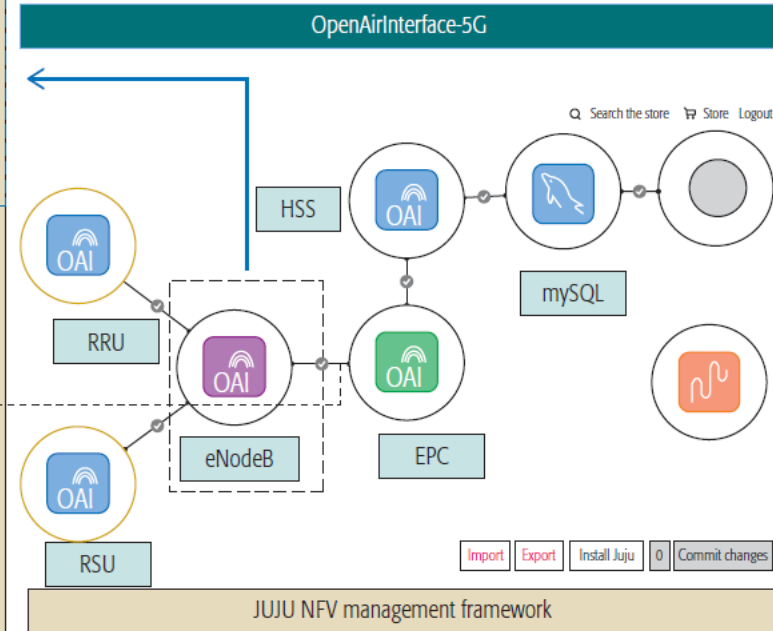 OpenAirInterface-5G
Search the store Store Logout
OAI
HSS
OAI
mySQL
RRU
OAI
OAI
eNodeB
EPC
OAI
RSU
Import Export Install Juju 0 Commit changes
JUJU NFV management framework